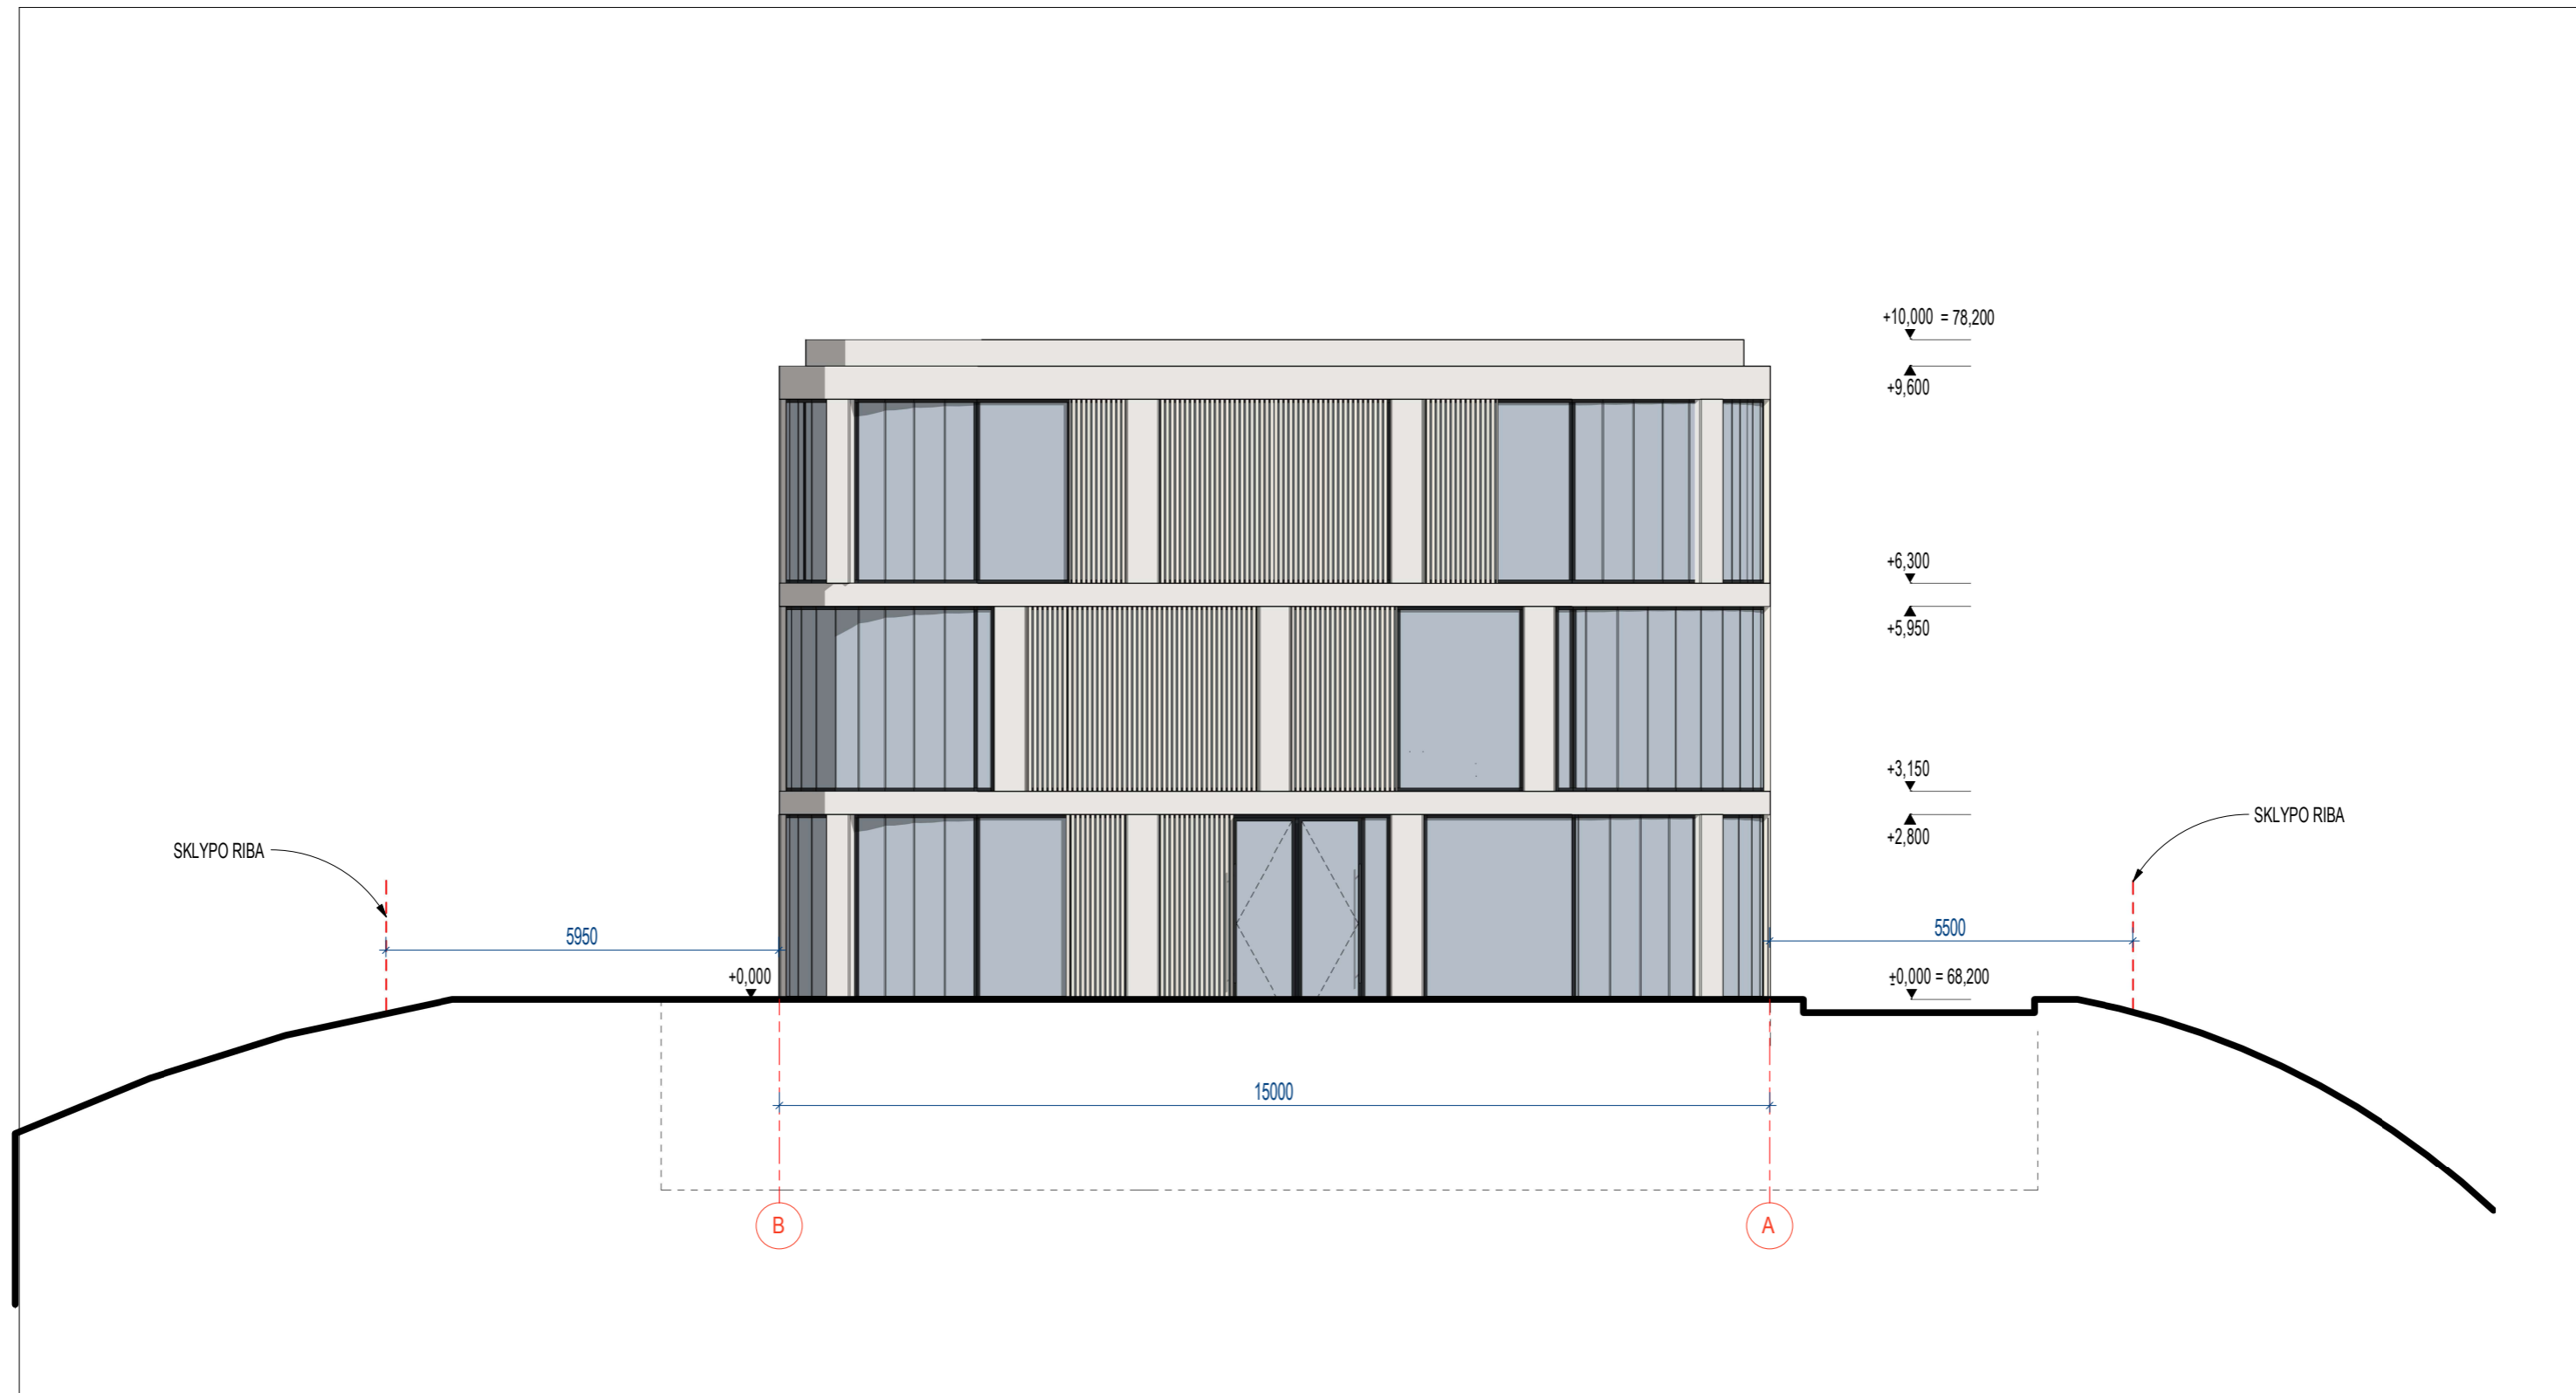 +10,000 = 78,200
+9,600
+6,300
+5,950
+3,150
SKLYPO RIBA
+2,800
SKLYPO RIBA
5950
5500
+0,000
±0,000 = 68,200
15000
B
A